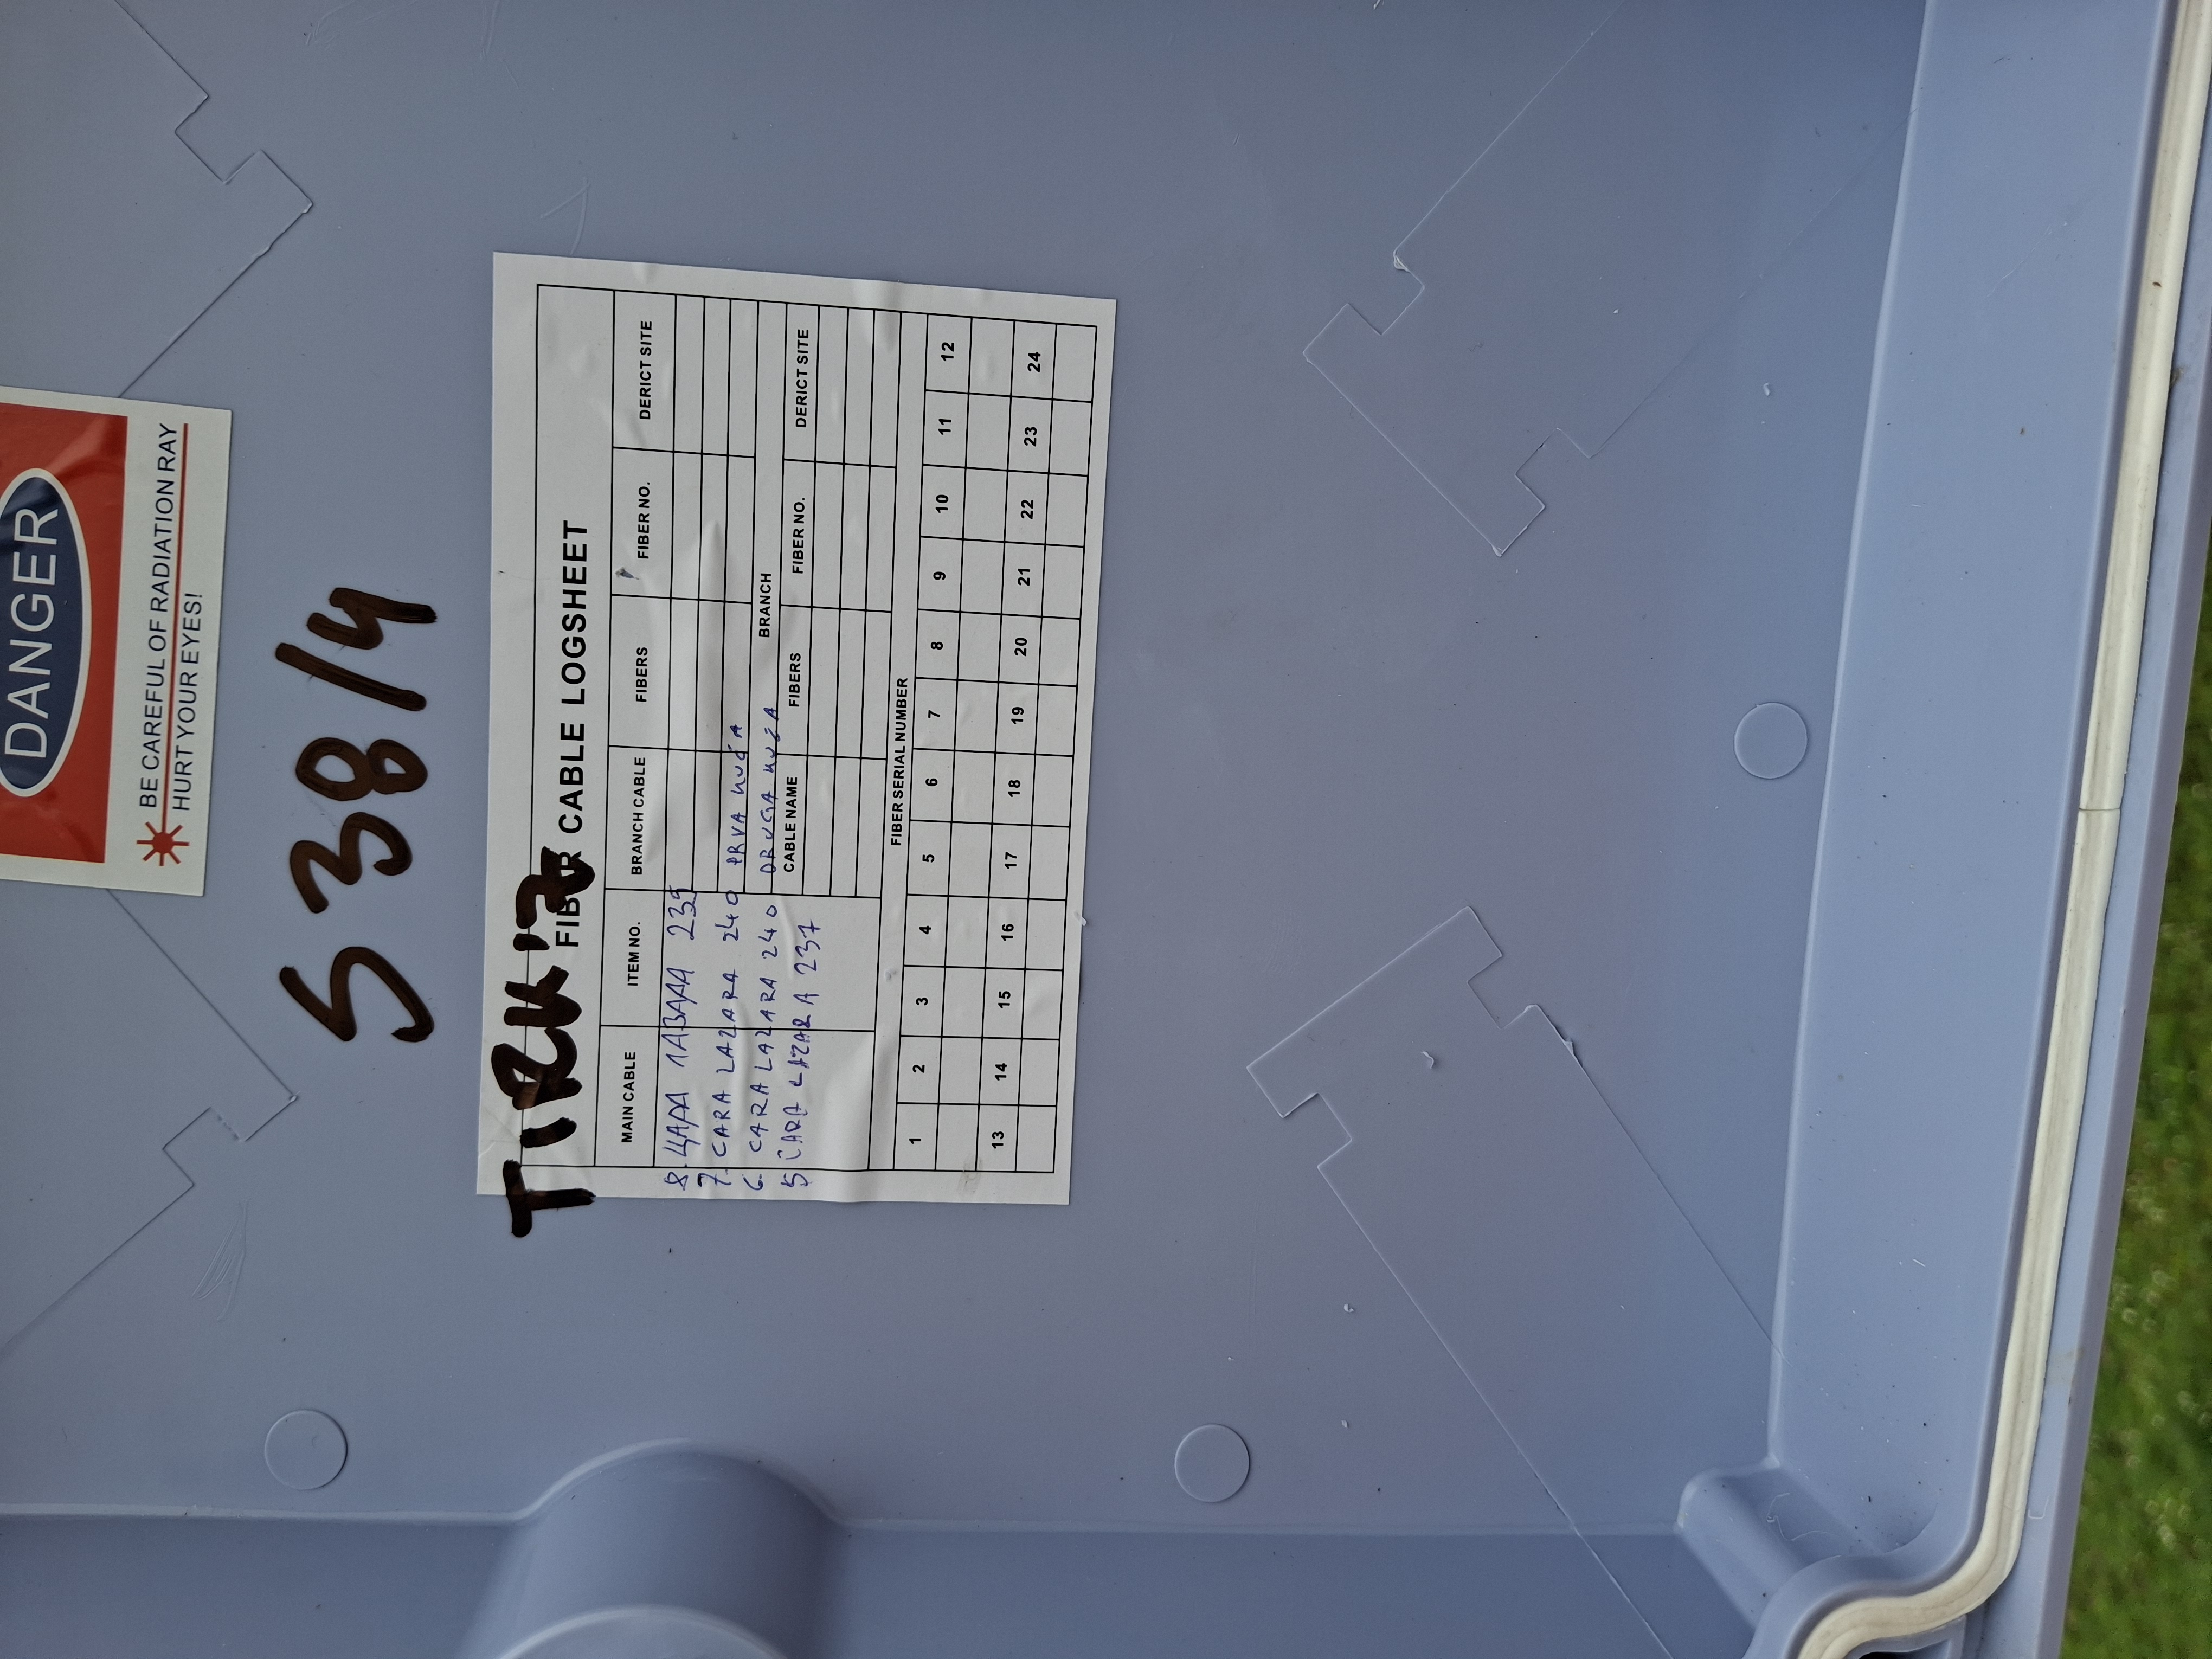 DANGER
BE CAREFUL OF RADIATION RAY
HURT YOUR EYES!
S 38/4
FIBER CABLE LOGSHEET
MAIN CABLE ITEM NO. BRANCH CABLE FIBERS FIBER NO. DERICT SITE
8. 235
7. CARA LAZARA 240 PRVA KUĆA
BRANCH
6. CARA LAZARA 240 DRUGA KUĆA
CABLE NAME FIBERS FIBER NO. DERICT SITE
5 CARA LAZARA 237
FIBER SERIAL NUMBER
1 2 3 4 5 6 7 8 9 10 11 12
13 14 15 16 17 18 19 20 21 22 23 24